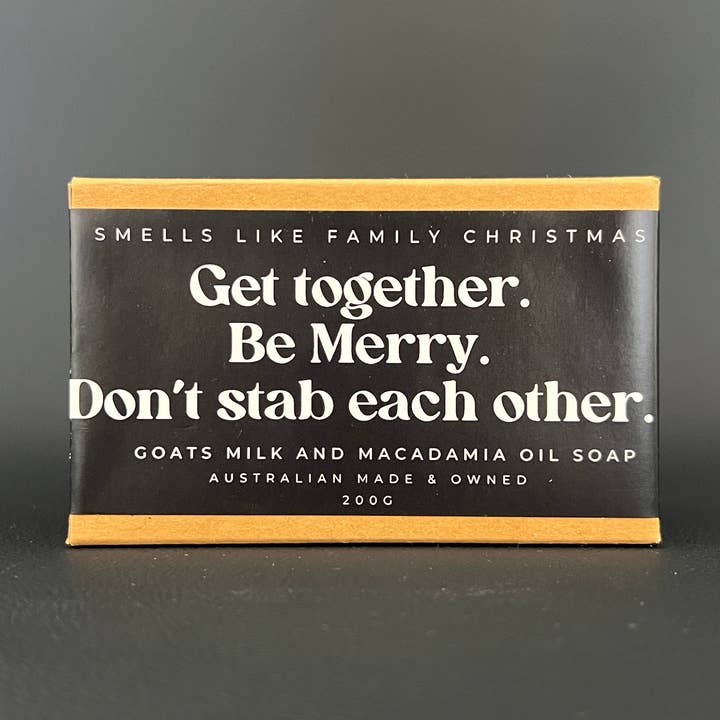 SMELLS LIKE FAMILY CHRISTMAS
Get together.
Be Merry.
Don't stab each other.
GOATS MILK AND MACADAMIA OIL SOAP
AUSTRALIAN MADE & OWNED
200G